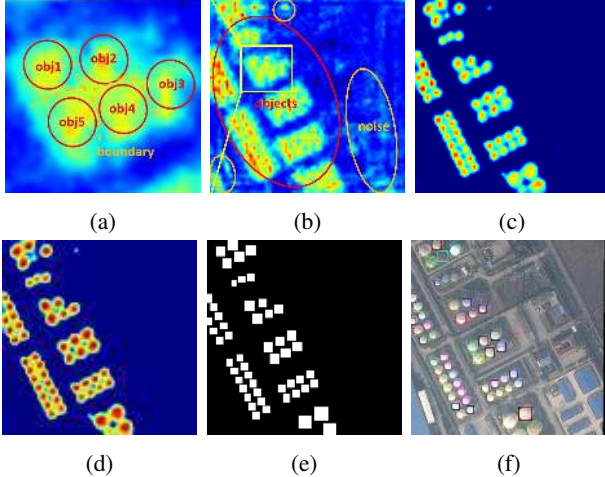 obj1
obj2
obj3
obj5
obj4
boundary
objects
noise
(a)
(b)
(c)
(d)
(e)
(f)